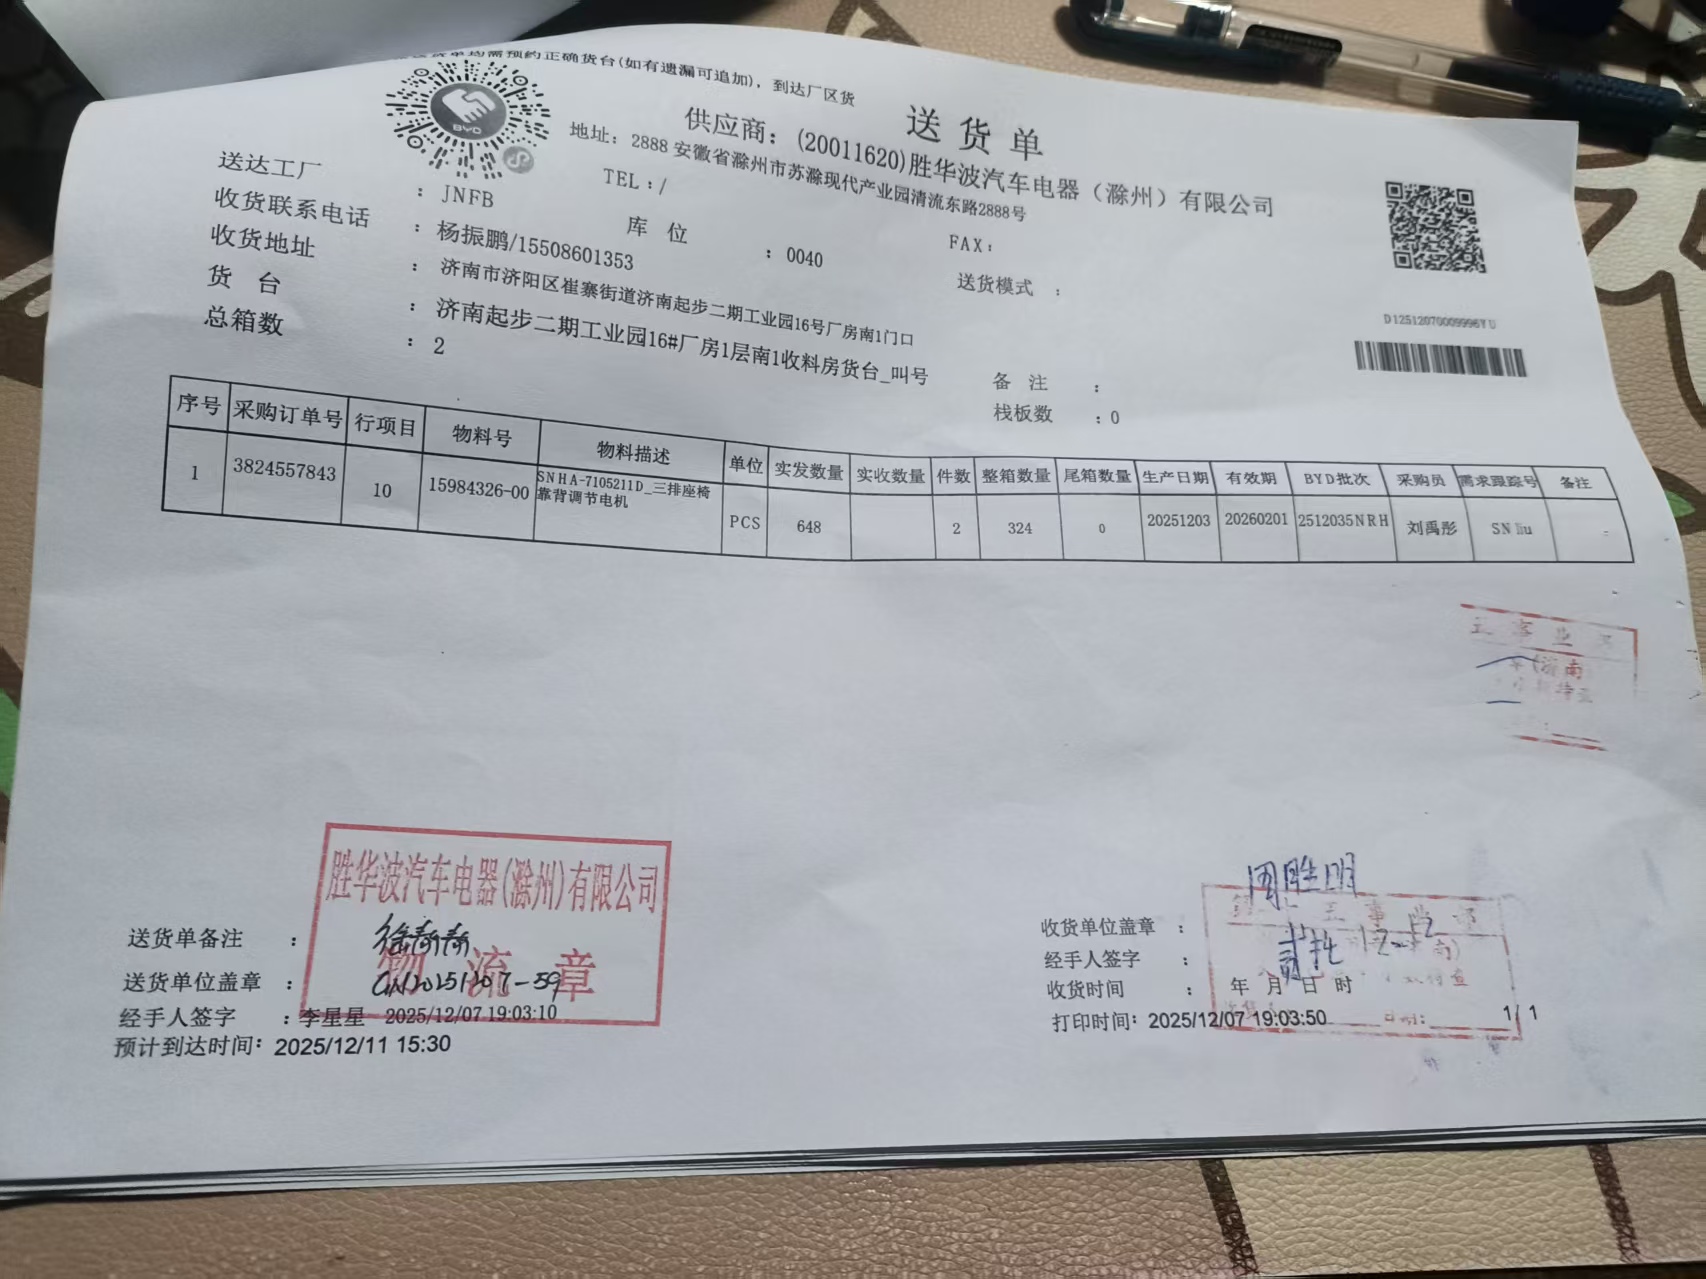 货单均需预约正确货台(如有遗漏可追加)，到达厂区货
BYD
送货单
供应商：(20011620)胜华波汽车电器（滁州）有限公司
地址：2888 安徽省滁州市苏滁现代产业园清流东路2888号
TEL：/
FAX：
送达工厂：JNFB
库 位：0040
送货模式：
收货联系电话：杨振鹏/15508601353
收货地址：济南市济阳区崔寨街道济南起步二期工业园16号厂房南1门口
货 台：济南起步二期工业园16#厂房1层南1收料房货台_叫号
总箱数：2
备 注：
栈板数：0
D12512070009996YU
序号 采购订单号 行项目 物料号 物料描述 单位 实发数量 实收数量 件数 整箱数量 尾箱数量 生产日期 有效期 BYD批次 采购员 需求跟踪号 备注
1 3824557843 10 15984326-00 SNHA-7105211D_三排座椅靠背调节电机 PCS 648 2 324 0 20251203 20260201 2512035NRH 刘禹彤 SN liu
胜华波汽车电器(滁州)有限公司
物流章
送货单备注：徐静静
送货单位盖章：
经手人签字：李星星 2025/12/07 19:03:10
预计到达时间：2025/12/11 15:30
周胜明
收货单位盖章：
经手人签字：
收货时间：年 月 日 时
打印时间：2025/12/07 19:03:50
1/ 1